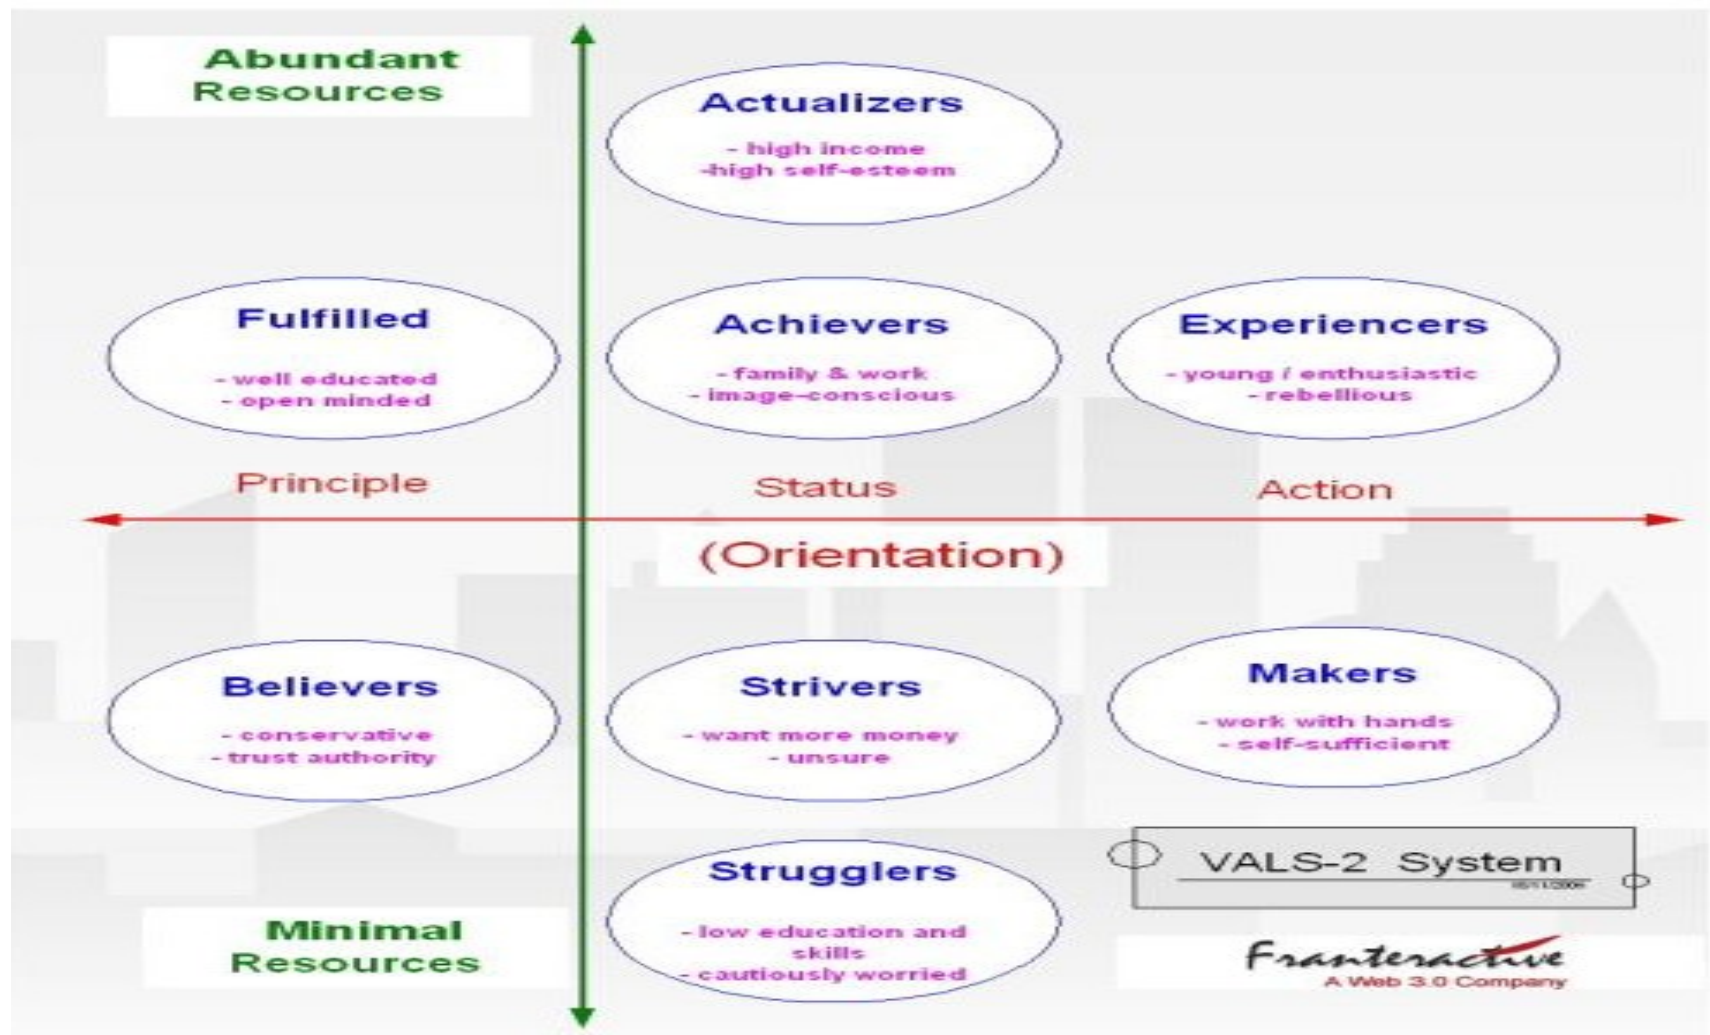 Abundant
Resources
Actualizers
- high income
-high self-esteem
Fulfilled
- well educated
- open minded
Achievers
- family & work
- image-conscious
Experiencers
- young / enthusiastic
- rebellious
Principle
Status
Action
(Orientation)
Believers
- conservative
- trust authority
Strivers
- want more money
- unsure
Makers
- work with hands
- self-sufficient
Strugglers
- low education and
skills
- cautiously worried
Minimal
Resources
VALS-2 System
Franteractive
A Web 3.0 Company